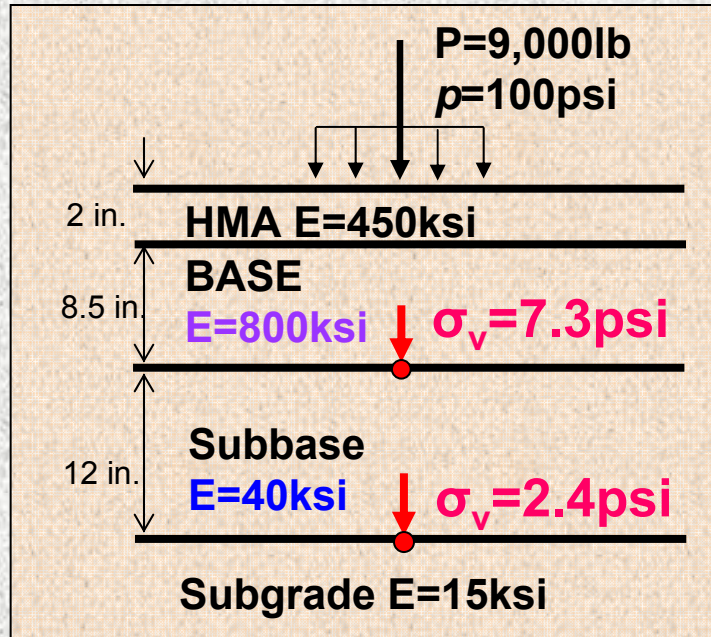 P=9,000lb
p=100psi
2 in.
HMA E=450ksi
BASE
8.5 in.
E=800ksi
σv=7.3psi
Subbase
12 in.
E=40ksi
σv=2.4psi
Subgrade E=15ksi